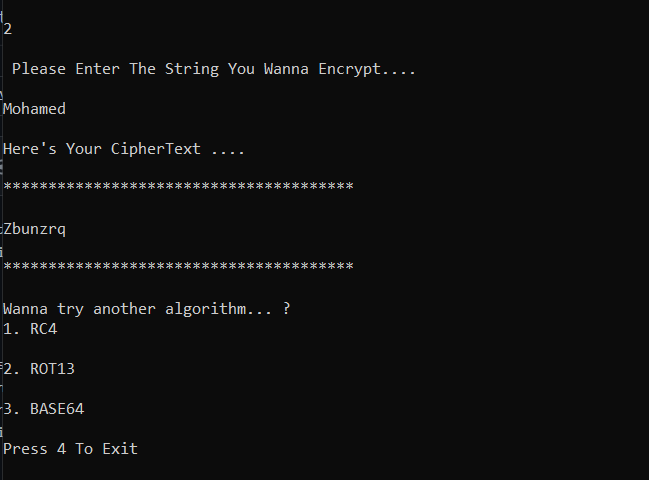 2
Please Enter The String You Wanna Encrypt....
Mohamed
Here's Your CipherText ....
***************************************
Zbunzrq
***************************************
Wanna try another algorithm... ?
1. RC4
2. ROT13
3. BASE64
Press 4 To Exit